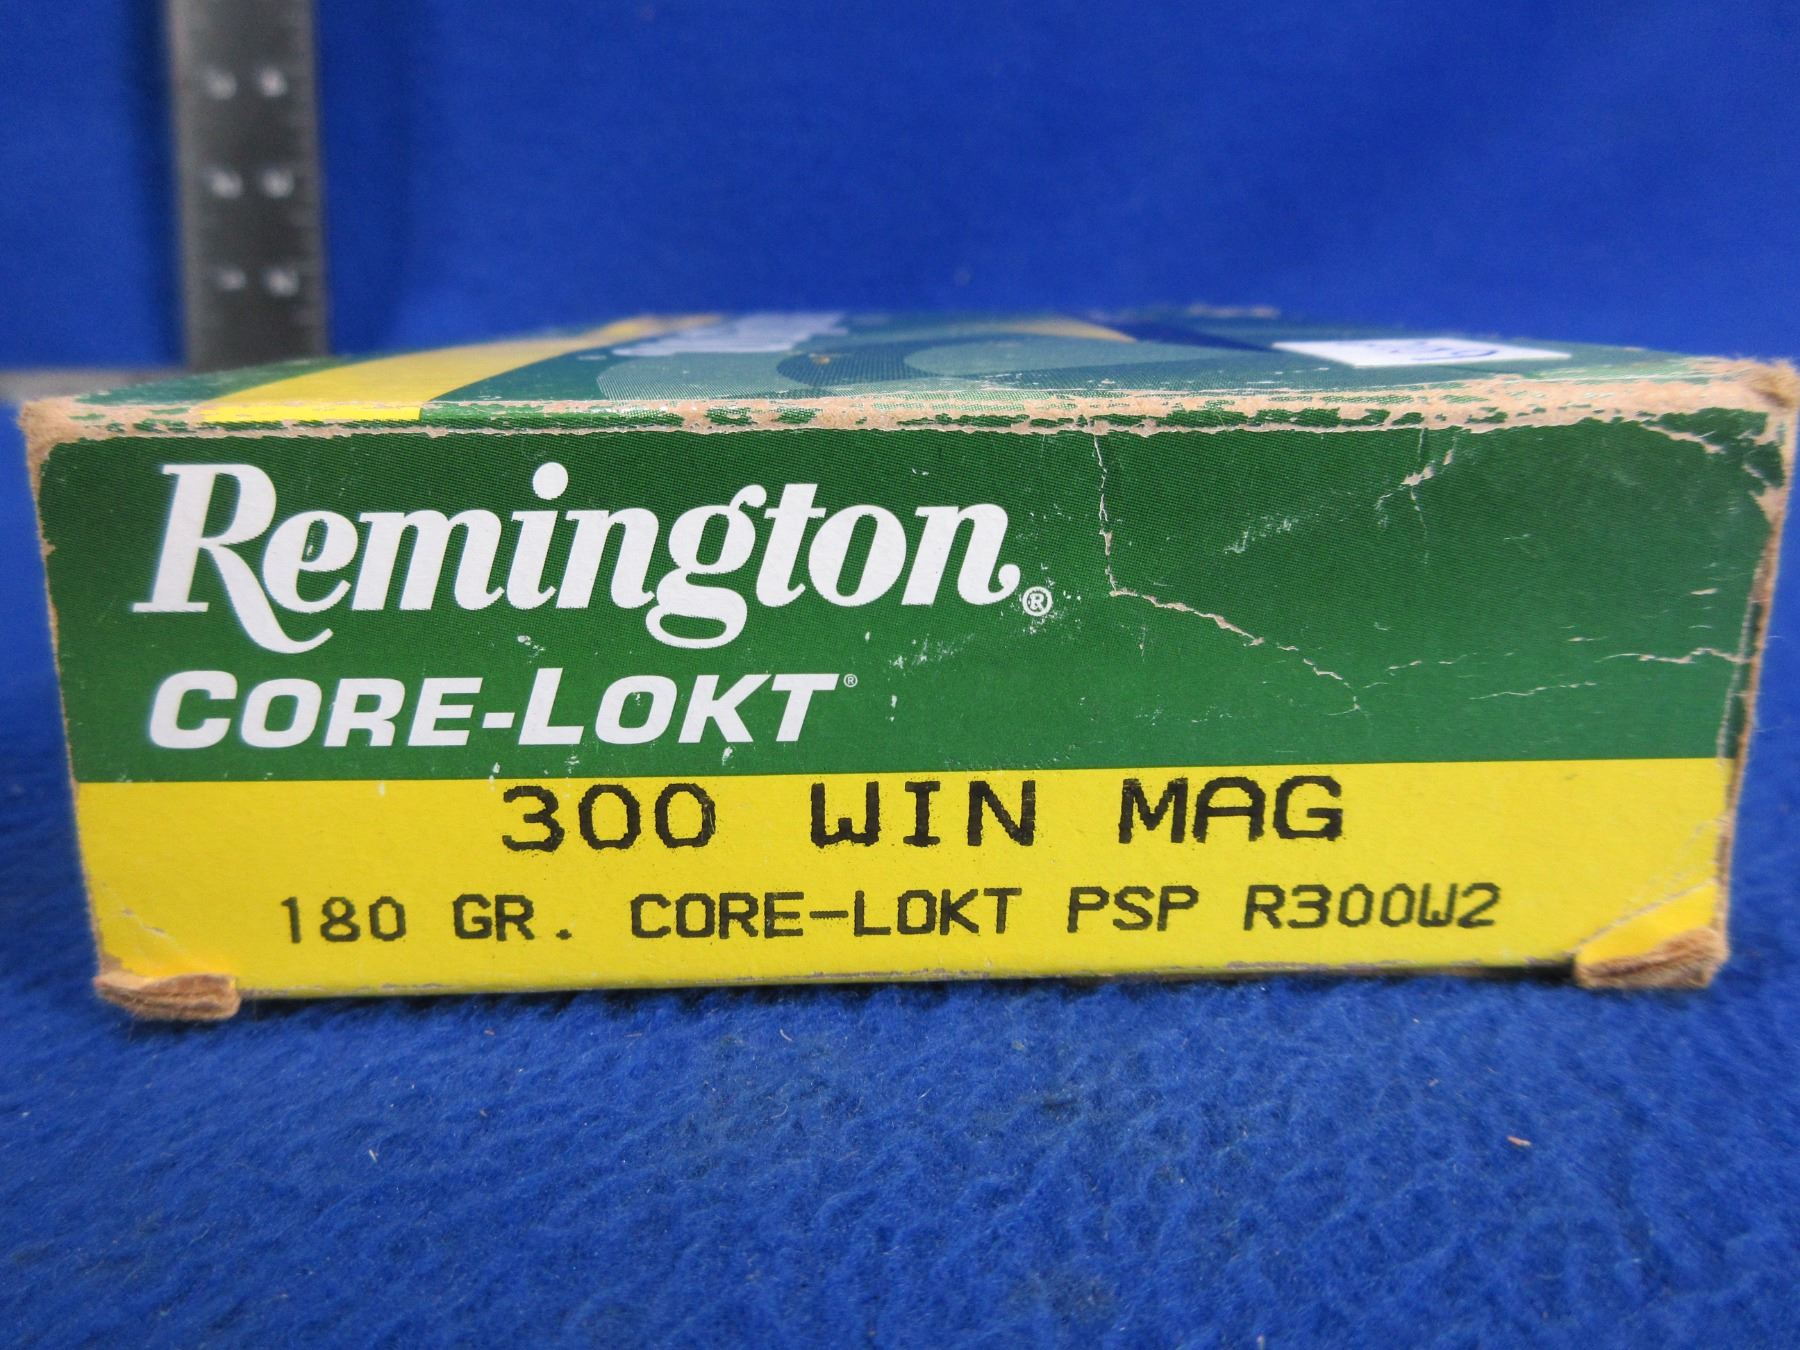 Remington®
CORE-LOKT®
300 WIN MAG
180 GR. CORE-LOKT PSP R300W2